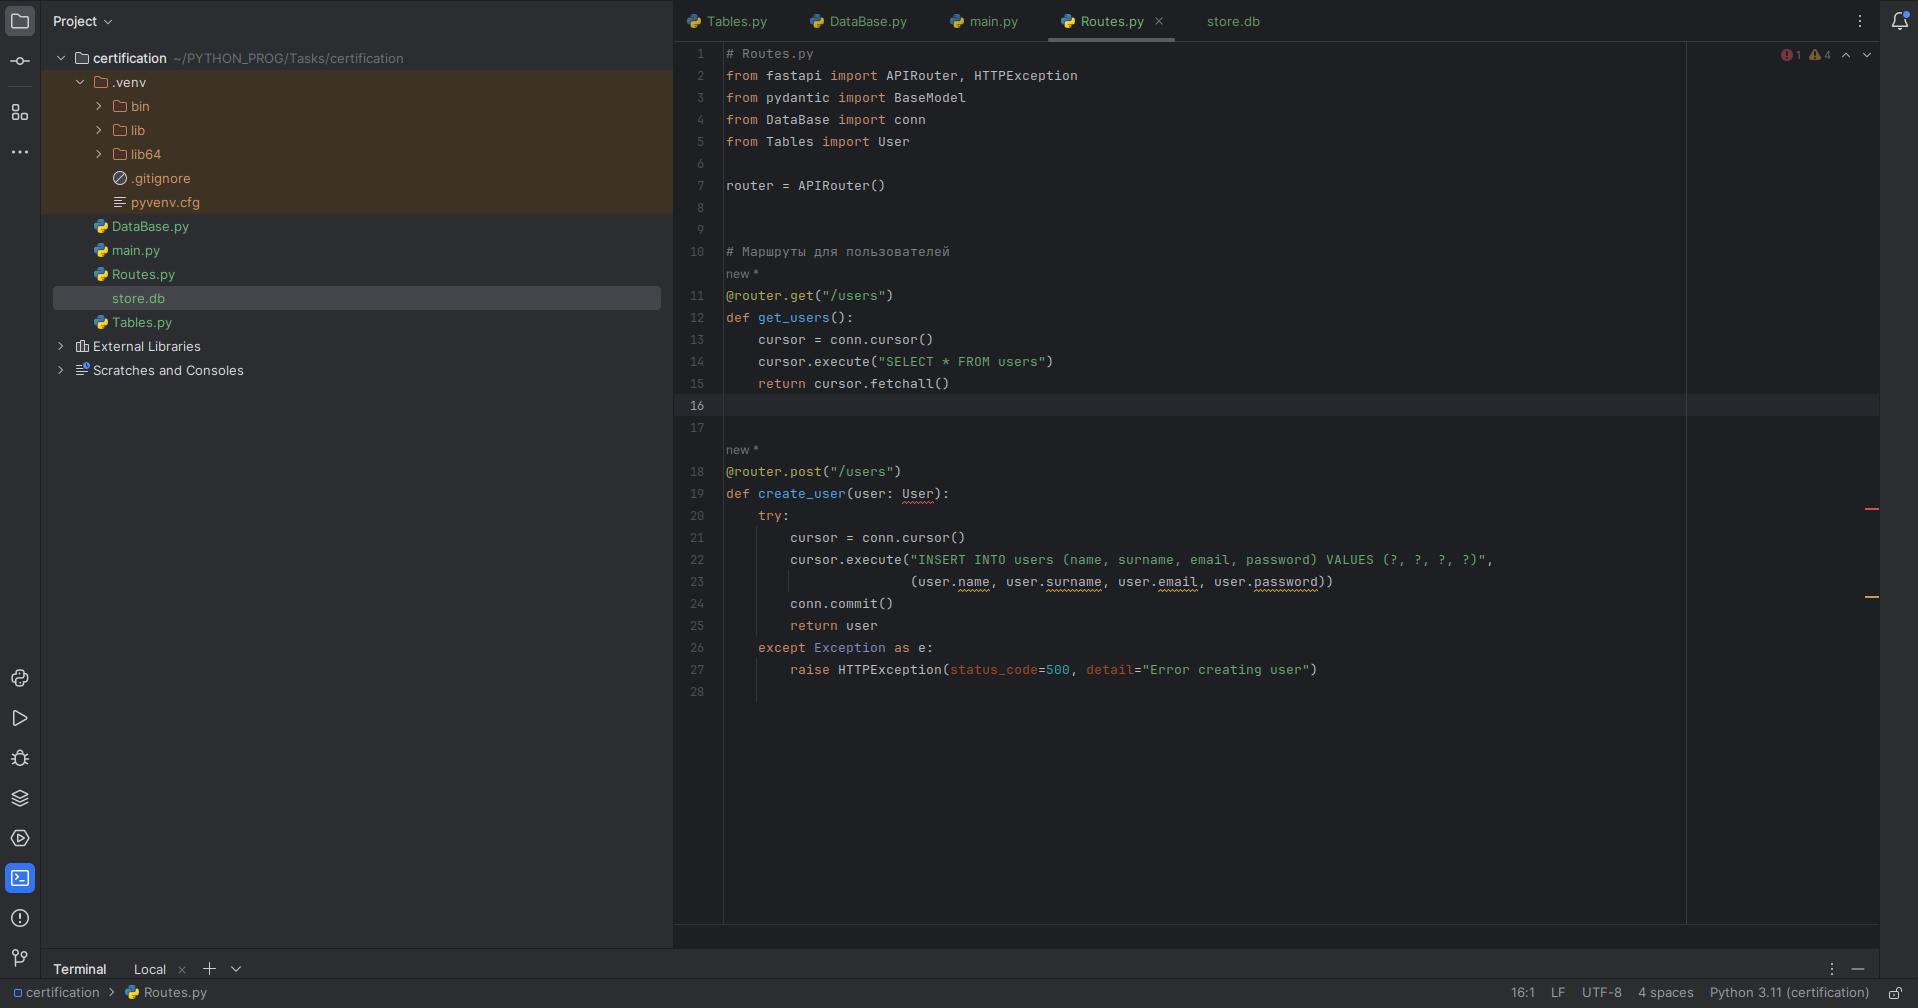 Project
certification ~/PYTHON_PROG/Tasks/certification
.venv
bin
lib
lib64
.gitignore
pyvenv.cfg
DataBase.py
main.py
Routes.py
store.db
Tables.py
External Libraries
Scratches and Consoles
Tables.py DataBase.py main.py Routes.py store.db
1 4
1 # Routes.py
2 from fastapi import APIRouter, HTTPException
3 from pydantic import BaseModel
4 from DataBase import conn
5 from Tables import User
6
7 router = APIRouter()
8
9
10 # Маршруты для пользователей
new *
11 @router.get("/users")
12 def get_users():
13 cursor = conn.cursor()
14 cursor.execute("SELECT * FROM users")
15 return cursor.fetchall()
16
17
new *
18 @router.post("/users")
19 def create_user(user: User):
20 try:
21 cursor = conn.cursor()
22 cursor.execute("INSERT INTO users (name, surname, email, password) VALUES (?, ?, ?, ?)",
23 (user.name, user.surname, user.email, user.password))
24 conn.commit()
25 return user
26 except Exception as e:
27 raise HTTPException(status_code=500, detail="Error creating user")
28
Terminal Local
certification Routes.py 16:1 LF UTF-8 4 spaces Python 3.11 (certification)